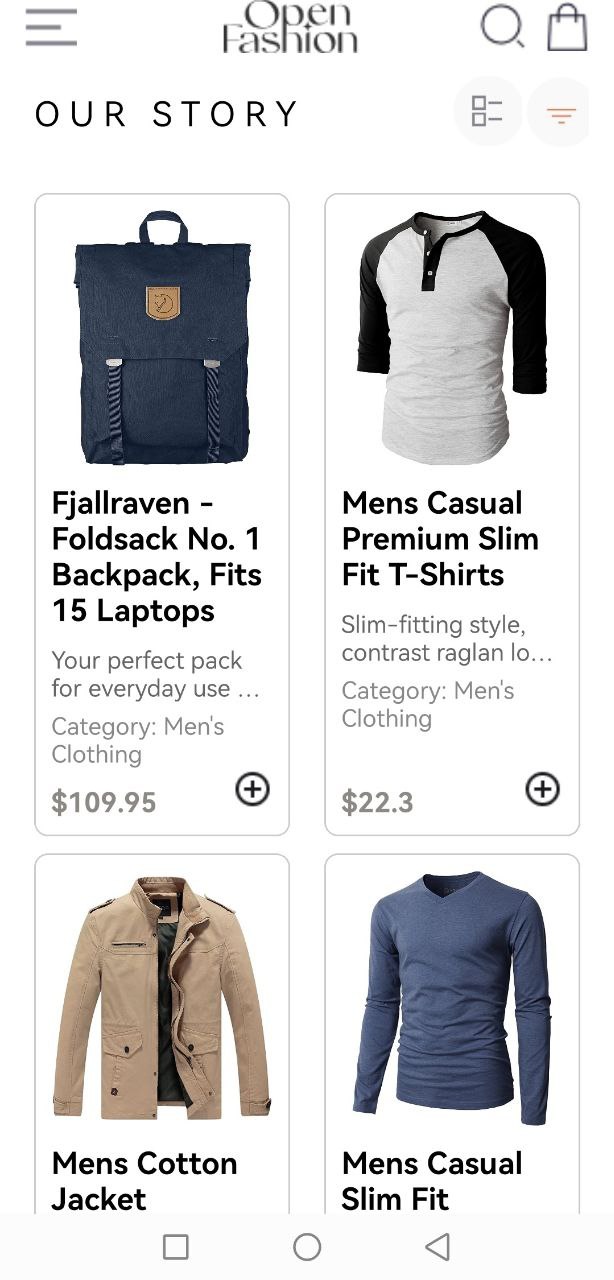 Open
Fashion
OUR STORY
Fjallraven -
Foldsack No. 1
Backpack, Fits
15 Laptops
Your perfect pack
for everyday use ...
Category: Men's
Clothing
$109.95
Mens Casual
Premium Slim
Fit T-Shirts
Slim-fitting style,
contrast raglan lo...
Category: Men's
Clothing
$22.3
Mens Cotton
Jacket
Mens Casual
Slim Fit